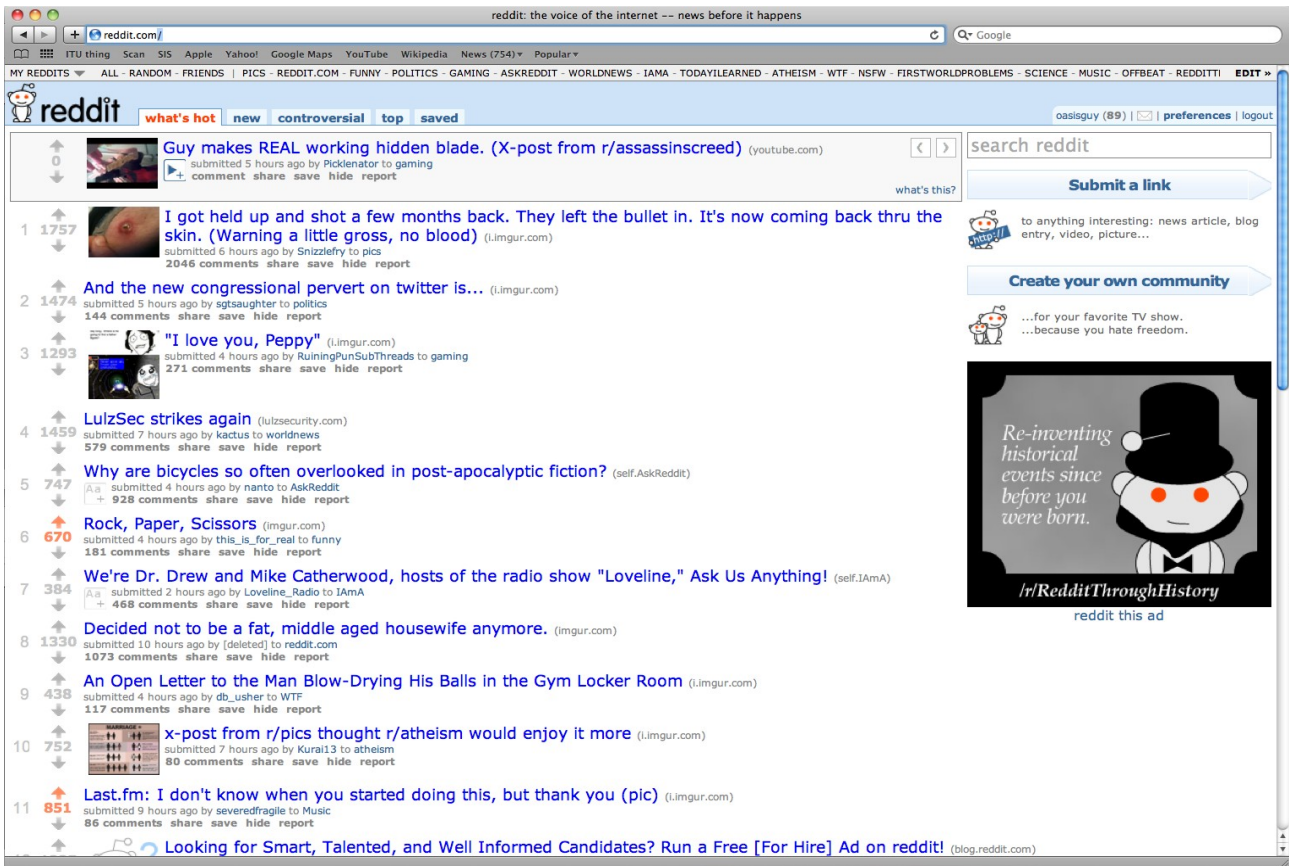 reddit: the voice of the internet -- news before it happens
reddit.com/
Google
ITU thing Scan SIS Apple Yahoo! Google Maps YouTube Wikipedia News (754) Popular
MY REDDITS ALL - RANDOM - FRIENDS | PICS - REDDIT.COM - FUNNY - POLITICS - GAMING - ASKREDDIT - WORLDNEWS - IAMA - TODAYILEARNED - ATHEISM - WTF - NSFW - FIRSTWORLDPROBLEMS - SCIENCE - MUSIC - OFFBEAT - REDDITTI EDIT »
reddit what's hot new controversial top saved
oasisguy (89) | | preferences | logout
0
Guy makes REAL working hidden blade. (X-post from r/assassinscreed) (youtube.com)
submitted 5 hours ago by Picklenator to gaming
comment share save hide report
what's this?
1 1757
I got held up and shot a few months back. They left the bullet in. It's now coming back thru the
skin. (Warning a little gross, no blood) (i.imgur.com)
submitted 6 hours ago by Snizzlefry to pics
2046 comments share save hide report
2 1474
And the new congressional pervert on twitter is... (i.imgur.com)
submitted 5 hours ago by sgtsaughter to politics
144 comments share save hide report
3 1293
"I love you, Peppy" (i.imgur.com)
submitted 4 hours ago by RuiningPunSubThreads to gaming
271 comments share save hide report
4 1459
LulzSec strikes again (lulzsecurity.com)
submitted 7 hours ago by kactus to worldnews
579 comments share save hide report
5 747
Why are bicycles so often overlooked in post-apocalyptic fiction? (self.AskReddit)
Aa submitted 4 hours ago by nanto to AskReddit
+ 928 comments share save hide report
6 670
Rock, Paper, Scissors (imgur.com)
submitted 4 hours ago by this_is_for_real to funny
181 comments share save hide report
7 384
We're Dr. Drew and Mike Catherwood, hosts of the radio show "Loveline," Ask Us Anything! (self.IAmA)
Aa submitted 2 hours ago by Loveline_Radio to IAmA
+ 468 comments share save hide report
8 1330
Decided not to be a fat, middle aged housewife anymore. (imgur.com)
submitted 10 hours ago by [deleted] to reddit.com
1073 comments share save hide report
9 438
An Open Letter to the Man Blow-Drying His Balls in the Gym Locker Room (i.imgur.com)
submitted 4 hours ago by db_usher to WTF
117 comments share save hide report
10 752
MARRIAGE =
x-post from r/pics thought r/atheism would enjoy it more (i.imgur.com)
submitted 7 hours ago by Kurai13 to atheism
80 comments share save hide report
11 851
Last.fm: I don't know when you started doing this, but thank you (pic) (i.imgur.com)
submitted 9 hours ago by severedfragile to Music
86 comments share save hide report
Looking for Smart, Talented, and Well Informed Candidates? Run a Free [For Hire] Ad on reddit! (blog.reddit.com)
search reddit
Submit a link
http://
to anything interesting: news article, blog
entry, video, picture...
Create your own community
...for your favorite TV show.
...because you hate freedom.
Re-inventing
historical
events since
before you
were born.
/r/RedditThroughHistory
reddit this ad